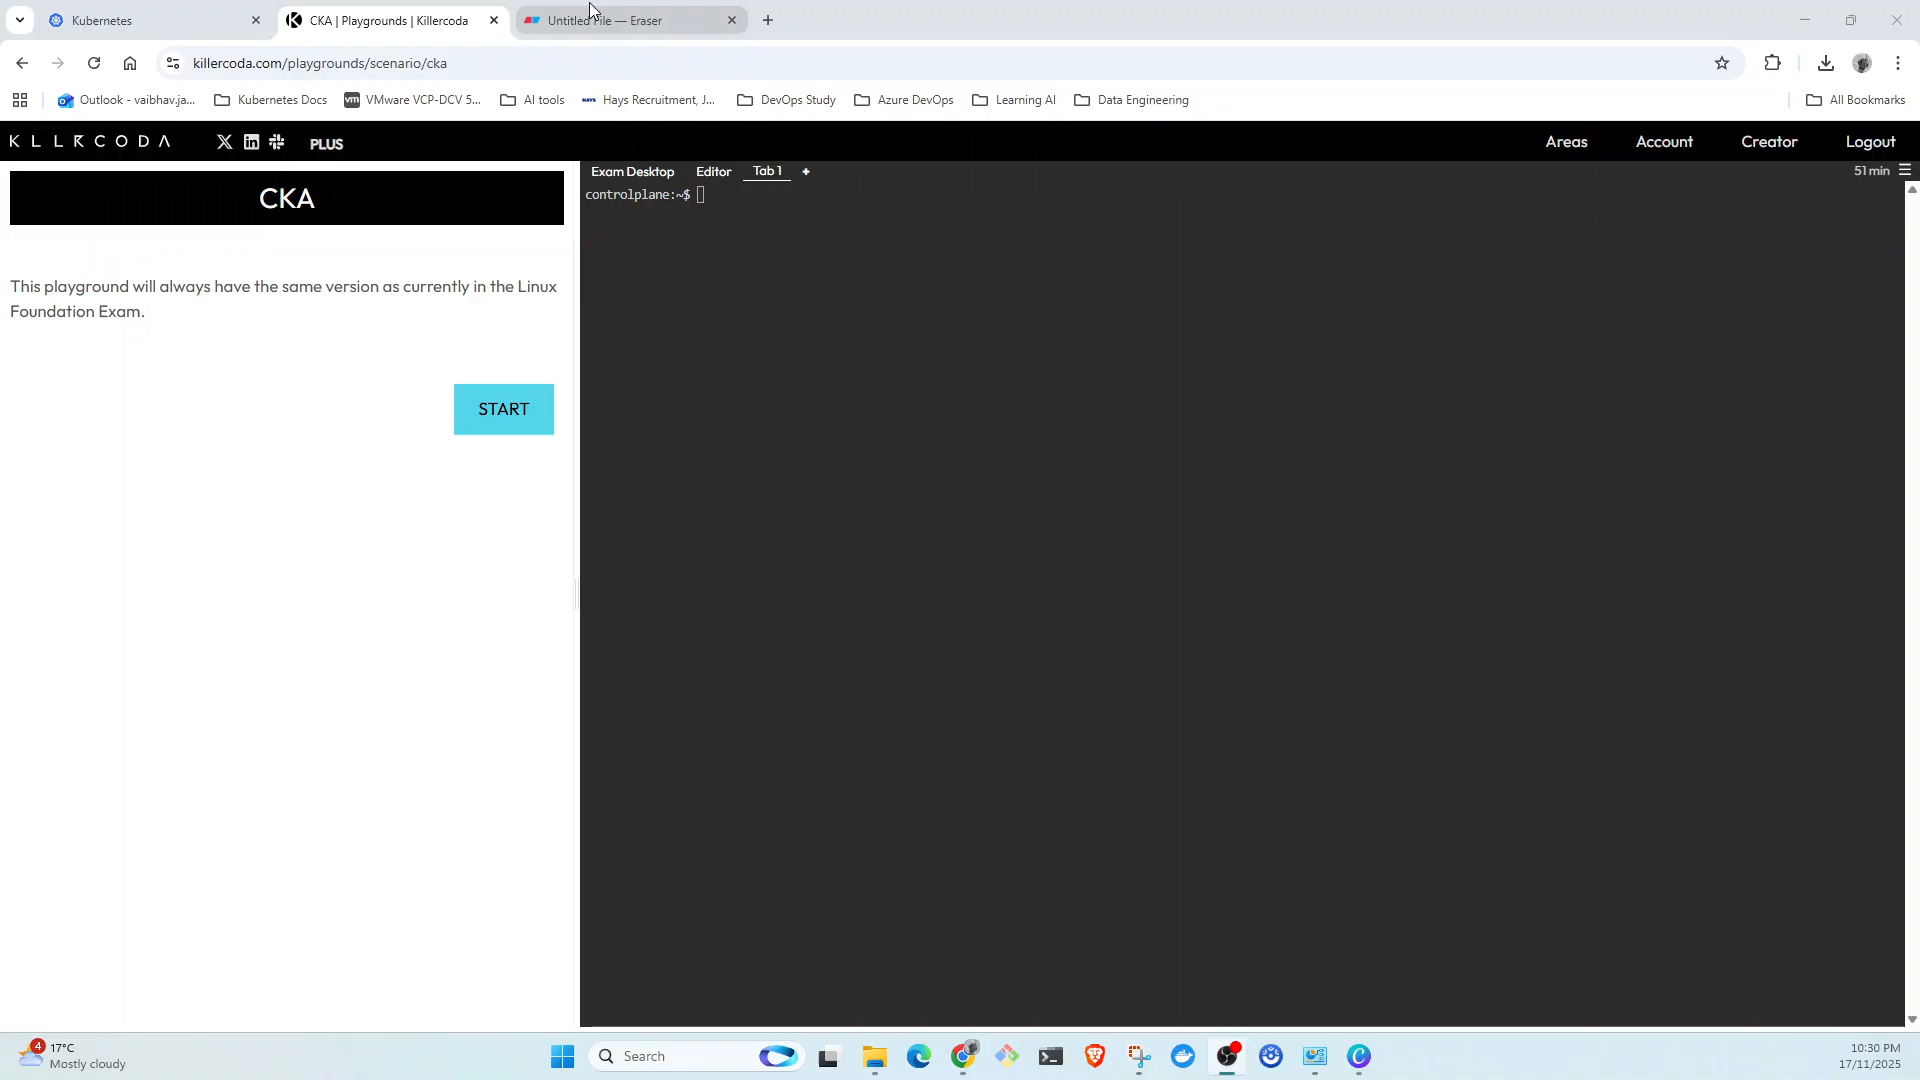 Kubernetes
CKA | Playgrounds | Killercoda
Untitled File — Eraser
killercoda.com/playgrounds/scenario/cka
Outlook - vaibhav.ja...
Kubernetes Docs
VMware VCP-DCV 5...
AI tools
Hays Recruitment, J...
DevOps Study
Azure DevOps
Learning AI
Data Engineering
All Bookmarks
KLLRCODA
PLUS
Areas
Account
Creator
Logout
CKA
This playground will always have the same version as currently in the Linux
Foundation Exam.
START
Exam Desktop
Editor
Tab 1
+
51 min
controlplane:~$
4
17°C
Mostly cloudy
Search
10:30 PM
17/11/2025